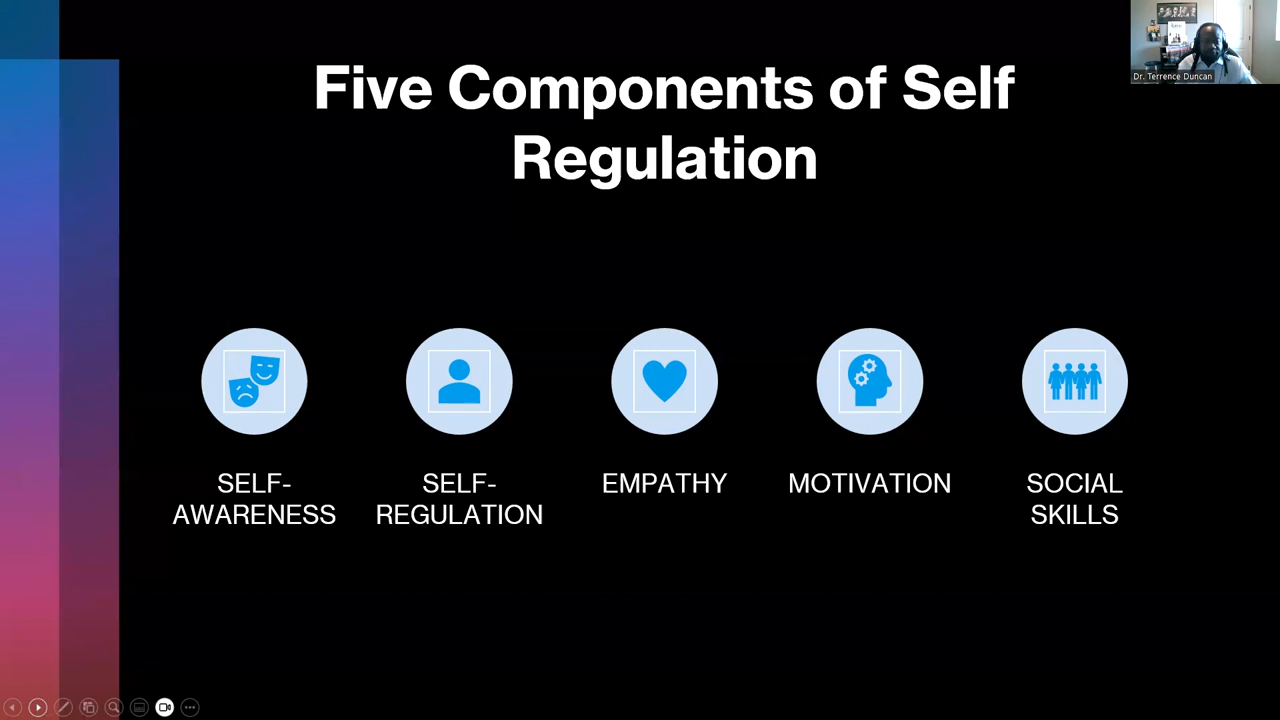 Five Components of Self
Regulation
Dr. Terrence Duncan
SELF-
AWARENESS
SELF-
REGULATION
EMPATHY
MOTIVATION
SOCIAL
SKILLS